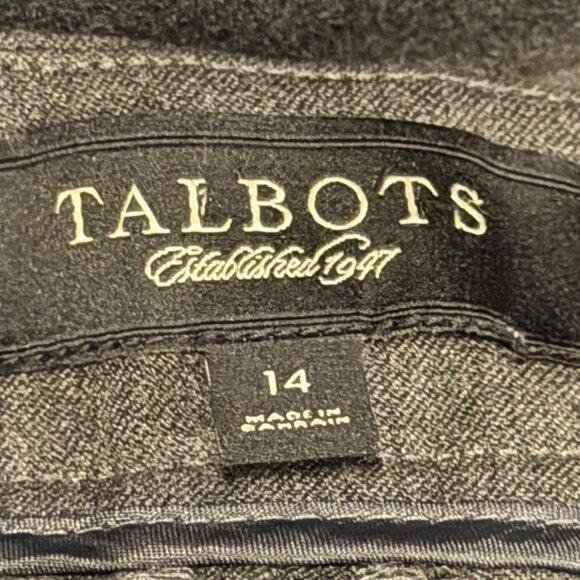 TALBOTS
Established 1947
14
MADE IN
BAHRAIN